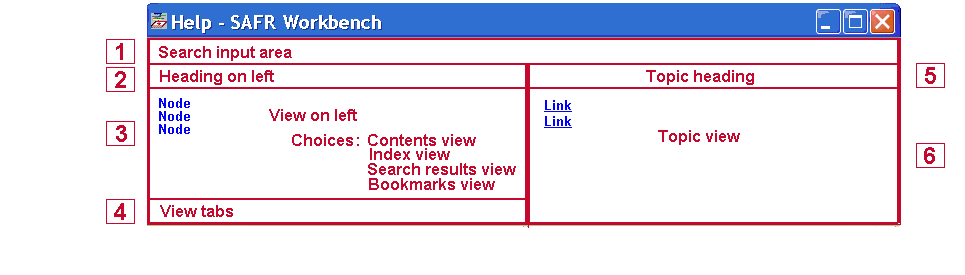 Help - SAFR Workbench
1
Search input area
2
Heading on left
Topic heading
5
Node
Node
Node
3
View on left
Choices: Contents view
Index view
Search results view
Bookmarks view
Link
Link
Topic view
6
4
View tabs